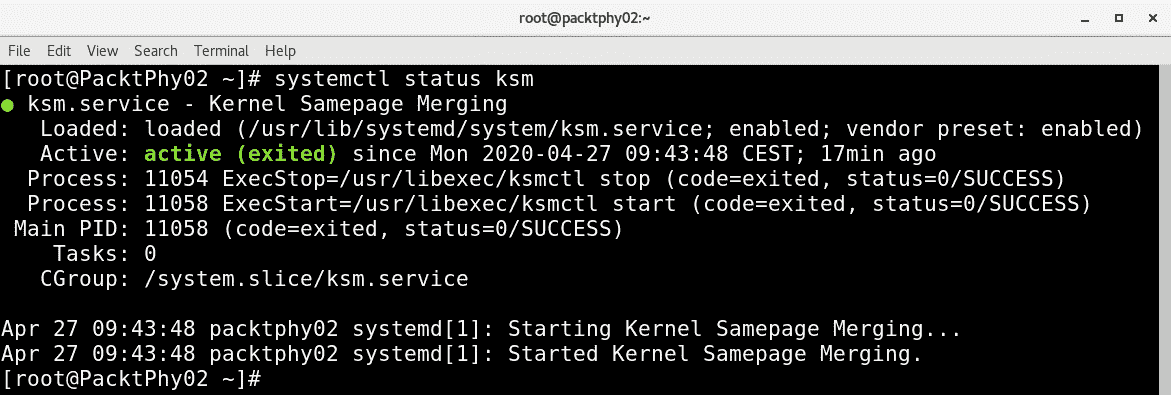 root@packtphy02:~
File Edit View Search Terminal Help
[root@PacktPhy02 ~]# systemctl status ksm
● ksm.service - Kernel Samepage Merging
   Loaded: loaded (/usr/lib/systemd/system/ksm.service; enabled; vendor preset: enabled)
   Active: active (exited) since Mon 2020-04-27 09:43:48 CEST; 17min ago
  Process: 11054 ExecStop=/usr/libexec/ksmctl stop (code=exited, status=0/SUCCESS)
  Process: 11058 ExecStart=/usr/libexec/ksmctl start (code=exited, status=0/SUCCESS)
 Main PID: 11058 (code=exited, status=0/SUCCESS)
    Tasks: 0
   CGroup: /system.slice/ksm.service

Apr 27 09:43:48 packtphy02 systemd[1]: Starting Kernel Samepage Merging...
Apr 27 09:43:48 packtphy02 systemd[1]: Started Kernel Samepage Merging.
[root@PacktPhy02 ~]#